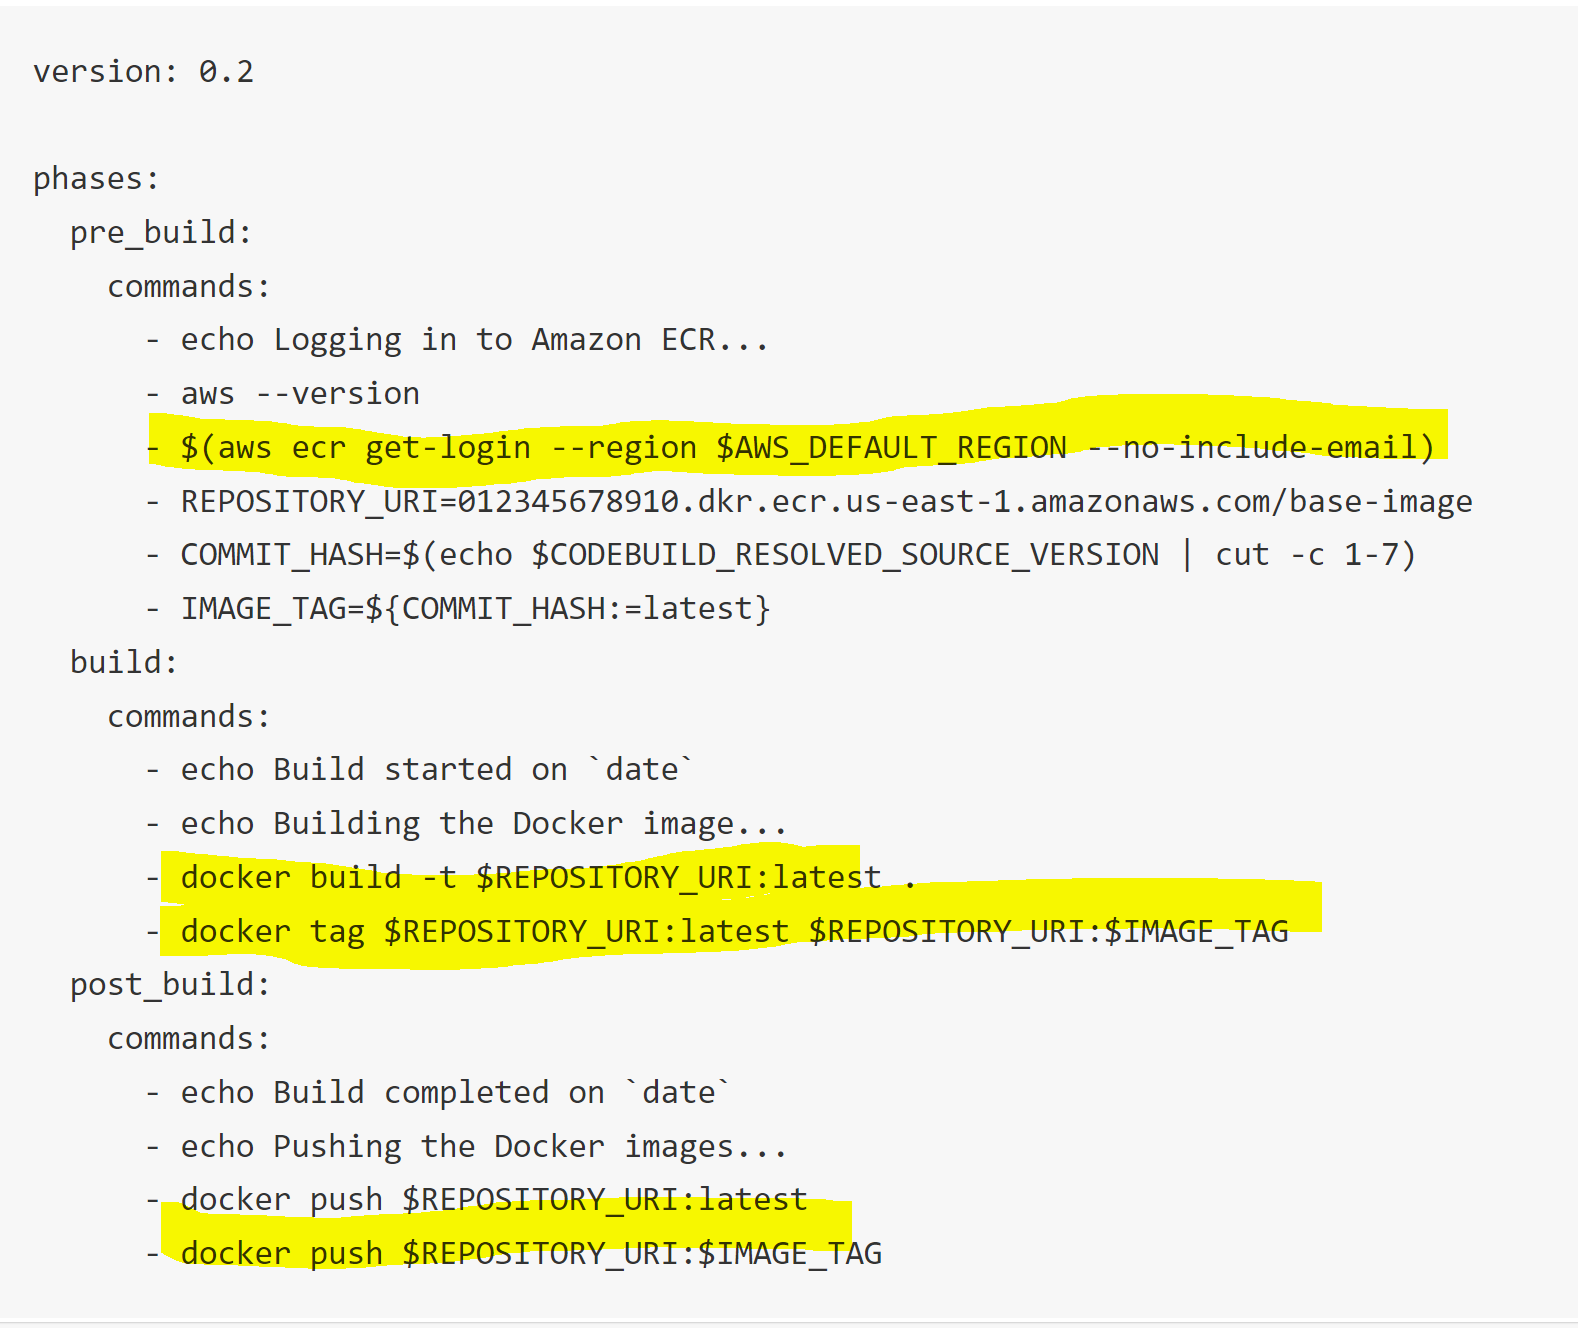 version: 0.2
phases:
pre_build:
commands:
- echo Logging in to Amazon ECR...
- aws --version
- $(aws ecr get-login --region $AWS_DEFAULT_REGION --no-include-email)
- REPOSITORY_URI=012345678910.dkr.ecr.us-east-1.amazonaws.com/base-image
- COMMIT_HASH=$(echo $CODEBUILD_RESOLVED_SOURCE_VERSION | cut -c 1-7)
- IMAGE_TAG=${COMMIT_HASH:=latest}
build:
commands:
- echo Build started on `date`
- echo Building the Docker image...
- docker build -t $REPOSITORY_URI:latest .
- docker tag $REPOSITORY_URI:latest $REPOSITORY_URI:$IMAGE_TAG
post_build:
commands:
- echo Build completed on `date`
- echo Pushing the Docker images...
- docker push $REPOSITORY_URI:latest
- docker push $REPOSITORY_URI:$IMAGE_TAG